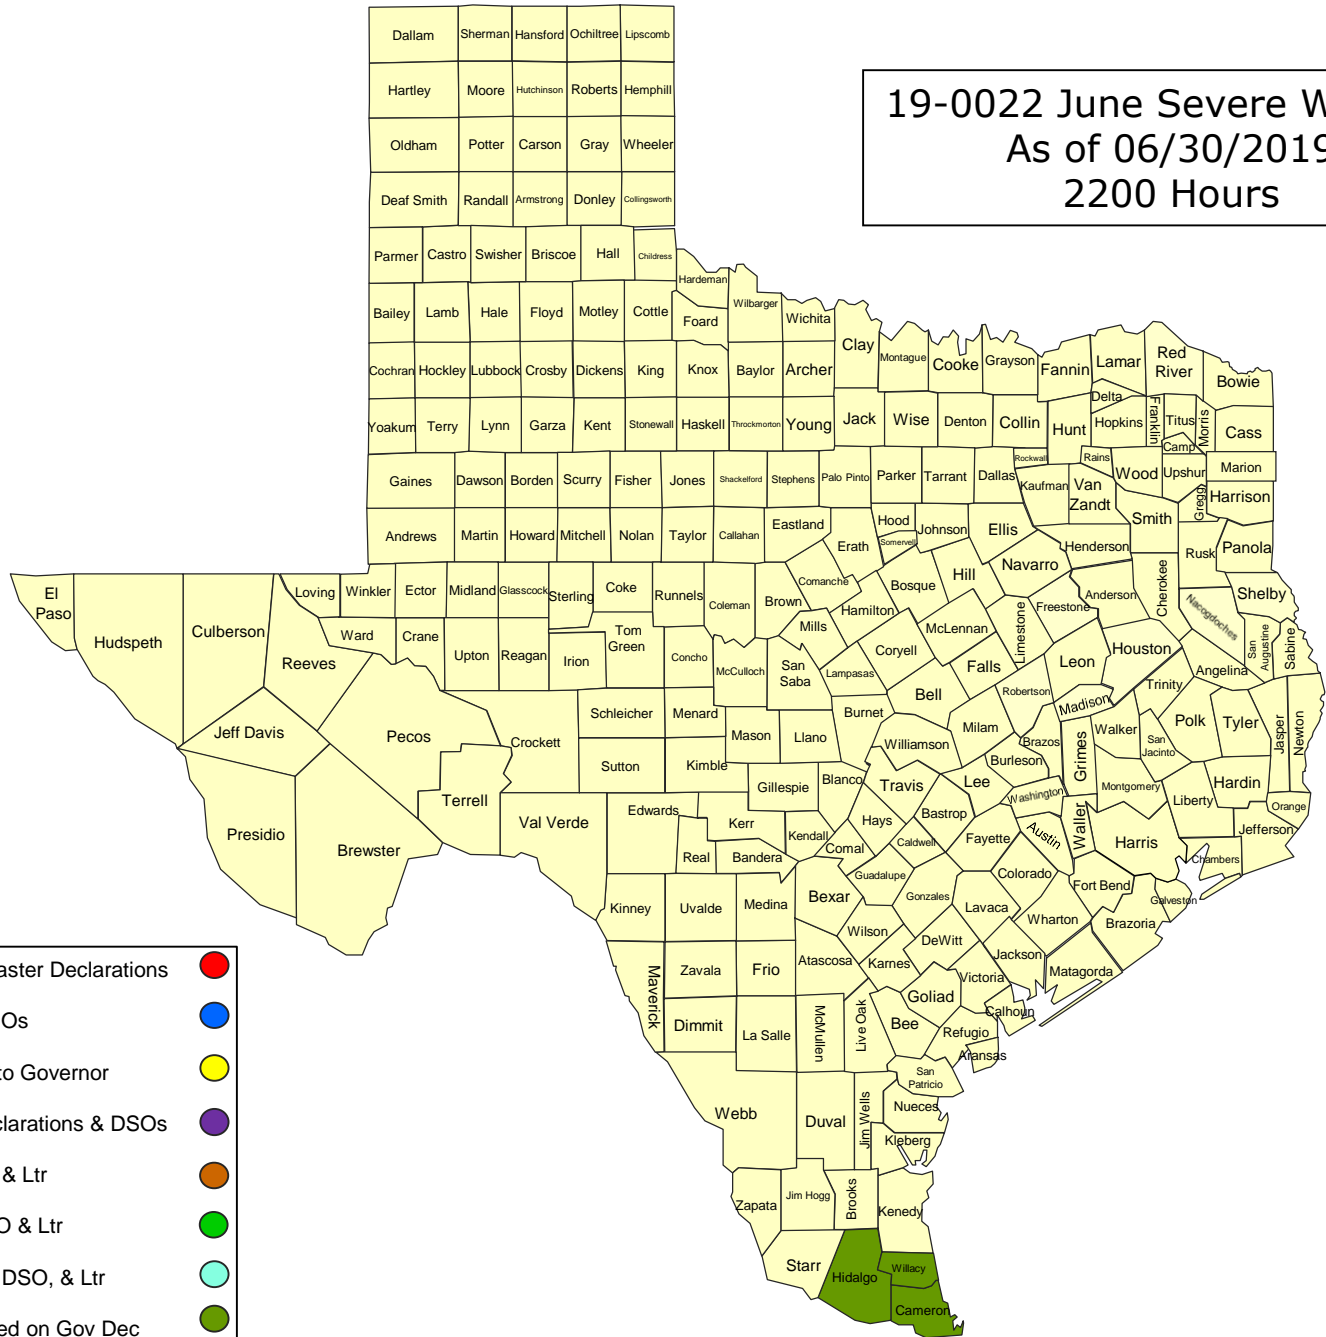 Dallam Sherman Hansford Ochiltree Lipscomb
Hartley Moore Hutchinson Roberts Hemphill
19-0022 June Severe W
As of 06/30/2019
2200 Hours
Oldham Potter Carson Gray Wheeler
Deaf Smith Randall Armstrong Donley Collingsworth
Parmer Castro Swisher Briscoe Hall Childress
Hardeman
Bailey Lamb Hale Floyd Motley Cottle Foard Wilbarger Wichita
Clay Montague Cooke Grayson Fannin Lamar Red River Bowie
Cochran Hockley Lubbock Crosby Dickens King Knox Baylor Archer
Delta
Yoakum Terry Lynn Garza Kent Stonewall Haskell Throckmorton Young Jack Wise Denton Collin Hunt Hopkins Franklin Titus Morris Cass
Camp
Rockwall Rains
Gaines Dawson Borden Scurry Fisher Jones Shackelford Stephens Palo Pinto Parker Tarrant Dallas Kaufman Van Zandt Wood Upshur Marion
Gregg Harrison
Andrews Martin Howard Mitchell Nolan Taylor Callahan Eastland Erath Hood Somervell Johnson Ellis Henderson Smith Rusk Panola
El Paso Hudspeth Culberson Reeves Loving Winkler Ector Midland Glasscock Sterling Coke Runnels Coleman Brown Comanche Hamilton Bosque Hill Navarro Freestone Anderson Cherokee Nacogdoches Shelby
Ward Crane Upton Reagan Irion Tom Green Concho McCulloch San Saba Mills Lampasas Coryell McLennan Limestone Falls Leon Houston Angelina San Augustine Sabine
Jeff Davis Pecos Crockett Schleicher Menard Mason Llano Burnet Bell Milam Robertson Madison Trinity
Walker San Jacinto Polk Tyler Jasper Newton
Sutton Kimble Gillespie Blanco Williamson Travis Lee Burleson Brazos Grimes Montgomery Liberty Hardin Orange
Washington
Presidio Brewster Terrell Val Verde Edwards Kerr Kendall Hays Bastrop Caldwell Fayette Austin Waller Harris Jefferson
Real Bandera Comal Guadalupe Chambers
Kinney Uvalde Medina Bexar Gonzales Lavaca Colorado Fort Bend Galveston
Wilson Wharton Brazoria
Maverick Zavala Frio Atascosa Karnes DeWitt Jackson Matagorda
Victoria
Dimmit La Salle McMullen Live Oak Bee Goliad Calhoun
Refugio
Aransas
San Patricio
Webb Duval Jim Wells Nueces
Kleberg
Zapata Jim Hogg Brooks Kenedy
Starr Hidalgo Willacy
Cameron
aster Declarations
Os
to Governor
clarations & DSOs
& Ltr
O & Ltr
DSO, & Ltr
ed on Gov Dec